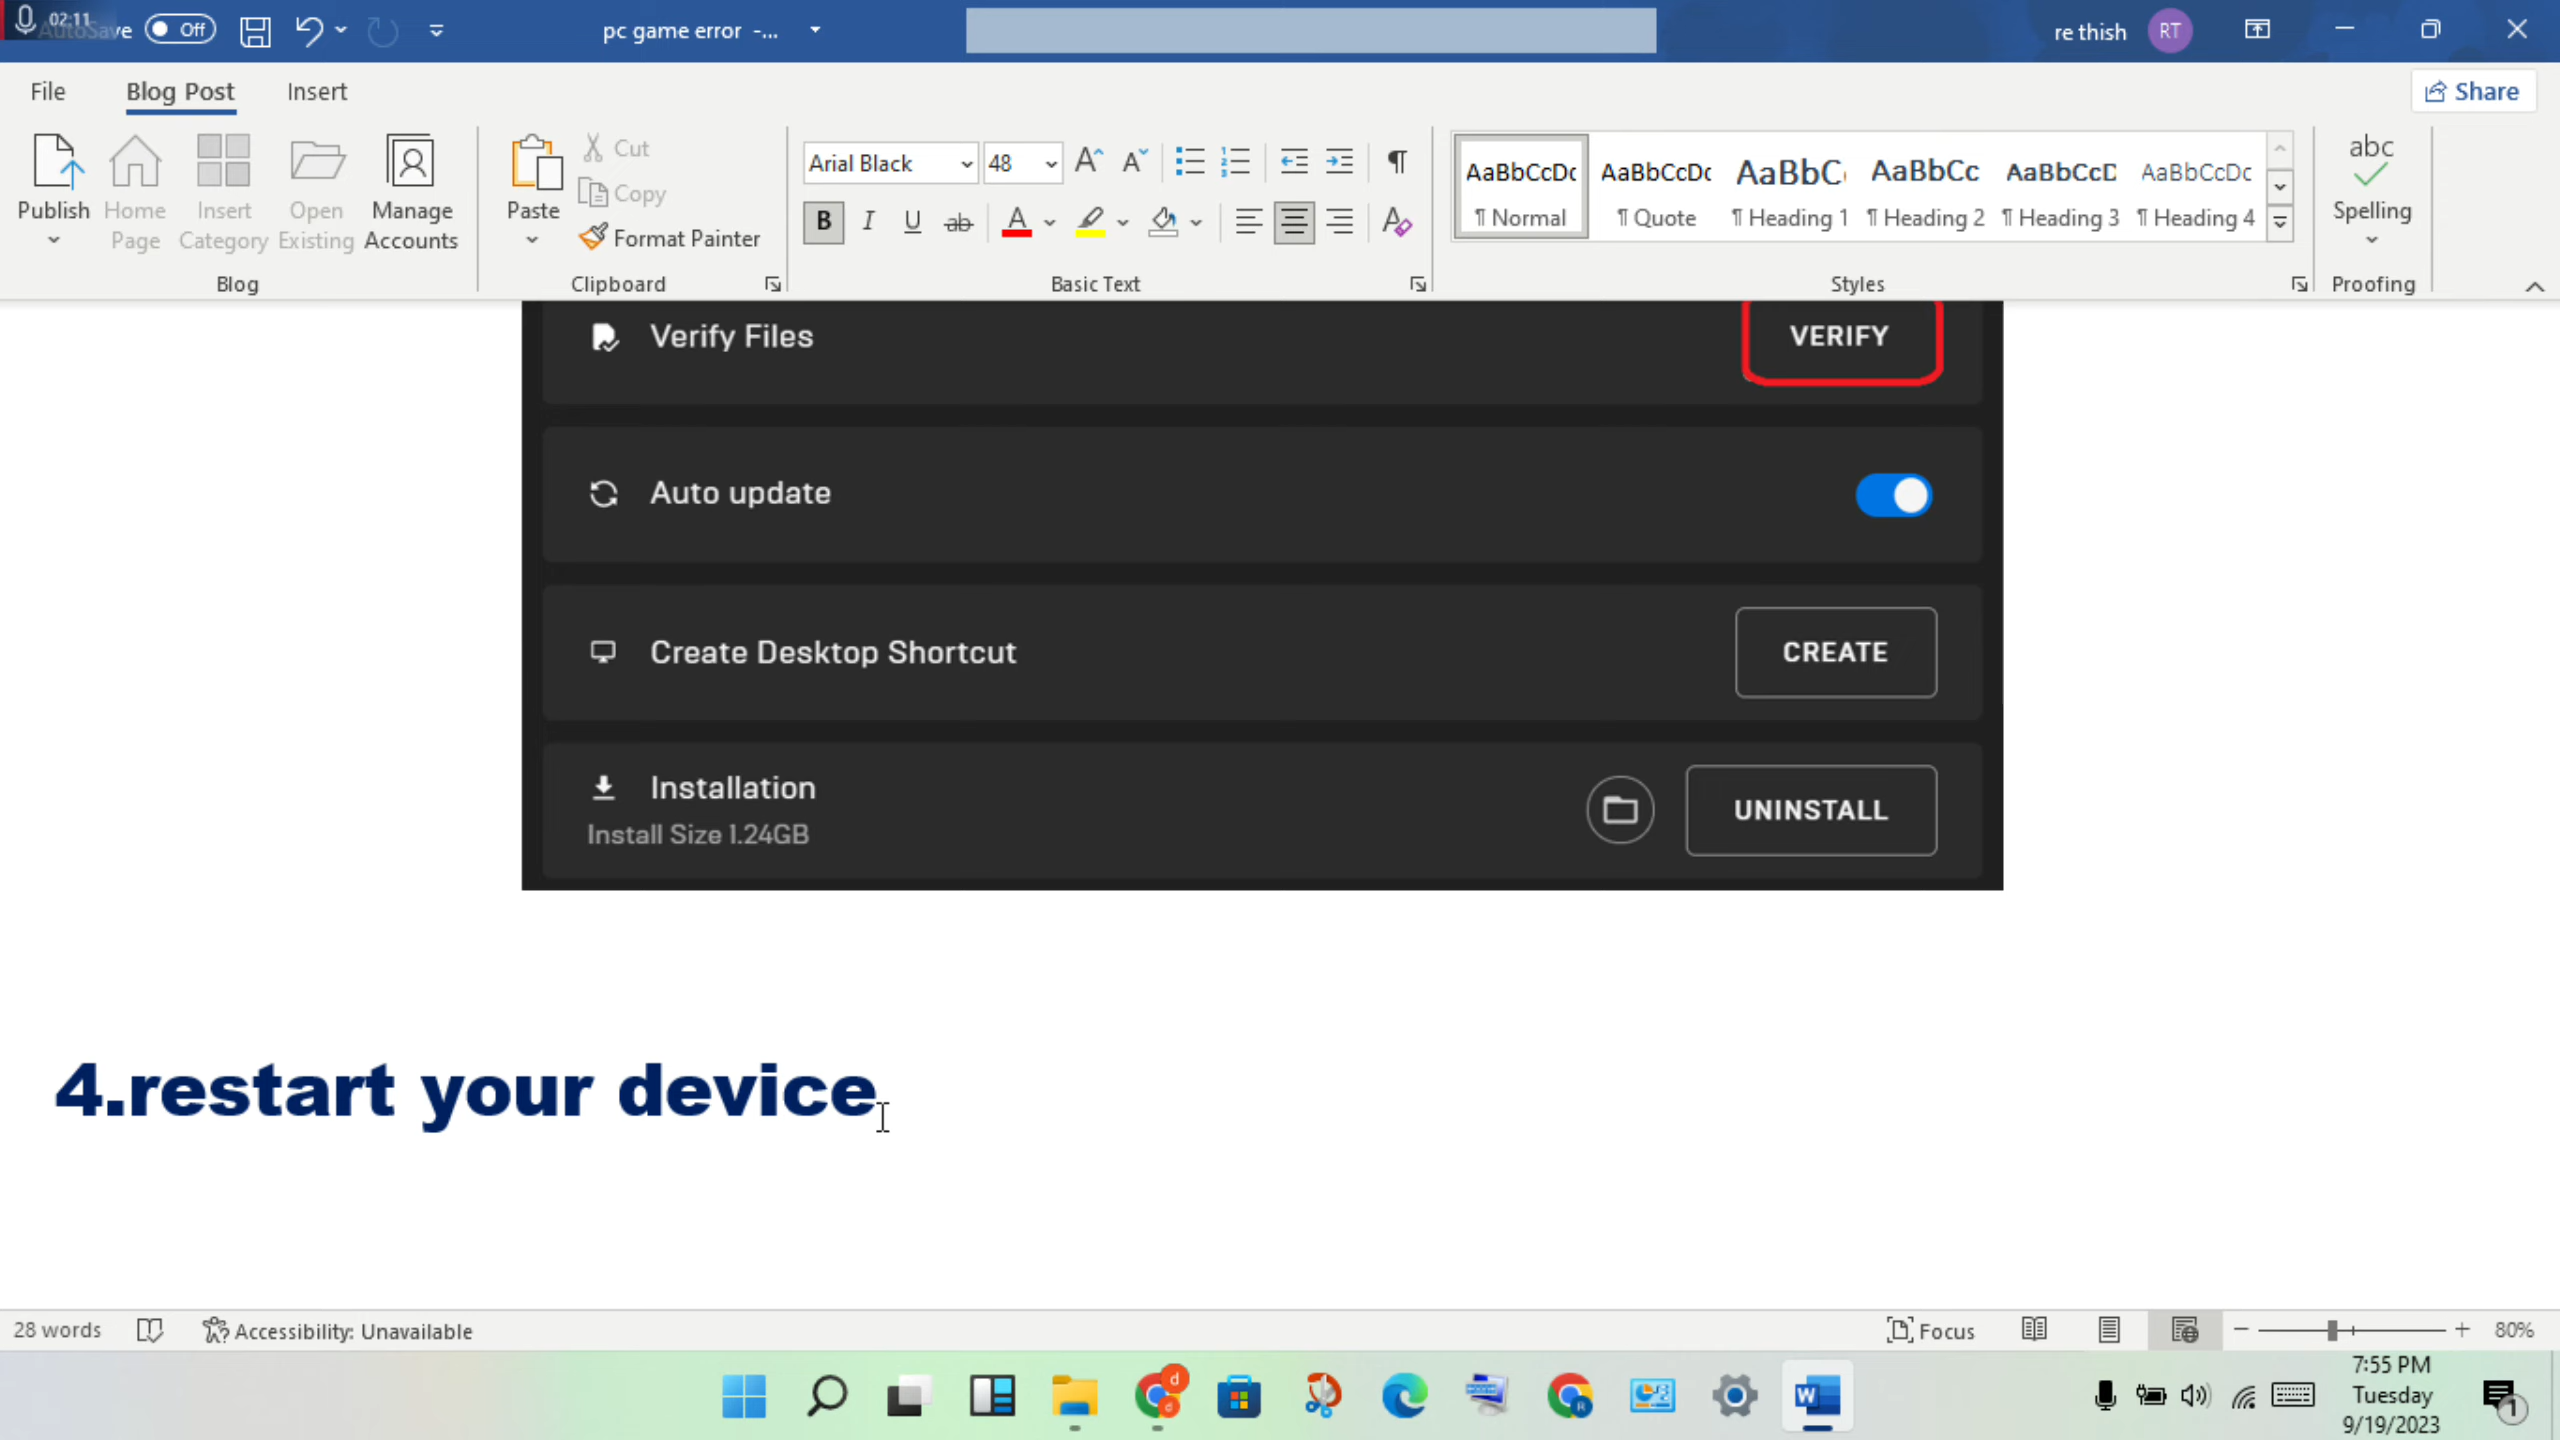 02:11
AutoSave Off
pc game error -...
re thish RT
File Blog Post Insert Share
Publish Home Page Insert Category Open Existing Manage Accounts
Paste Cut Copy Format Painter
Arial Black 48
AaBbCcDc ¶ Normal AaBbCcDc ¶ Quote AaBbC ¶ Heading 1 AaBbCc ¶ Heading 2 AaBbCcD ¶ Heading 3 AaBbCcDc ¶ Heading 4
abc Spelling
Blog Clipboard Basic Text Styles Proofing
Verify Files VERIFY
Auto update
Create Desktop Shortcut CREATE
Installation UNINSTALL
Install Size 1.24GB
4.restart your device
28 words Accessibility: Unavailable Focus 80%
7:55 PM
Tuesday
9/19/2023
1